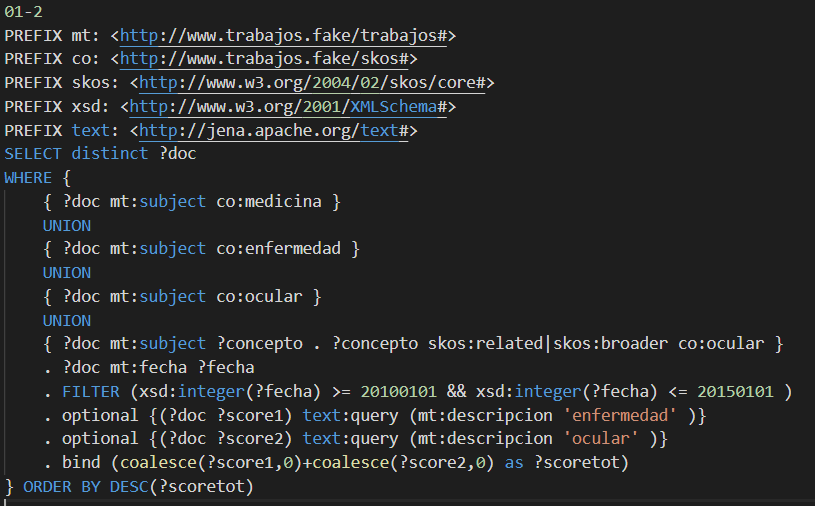 01-2
PREFIX mt: <http://www.trabajos.fake/trabajos#>
PREFIX co: <http://www.trabajos.fake/skos#>
PREFIX skos: <http://www.w3.org/2004/02/skos/core#>
PREFIX xsd: <http://www.w3.org/2001/XMLSchema#>
PREFIX text: <http://jena.apache.org/text#>
SELECT distinct ?doc
WHERE {
    { ?doc mt:subject co:medicina }
    UNION
    { ?doc mt:subject co:enfermedad }
    UNION
    { ?doc mt:subject co:ocular }
    UNION
    { ?doc mt:subject ?concepto . ?concepto skos:related|skos:broader co:ocular }
    . ?doc mt:fecha ?fecha
    . FILTER (xsd:integer(?fecha) >= 20100101 && xsd:integer(?fecha) <= 20150101 )
    . optional {(?doc ?score1) text:query (mt:descripcion 'enfermedad' )}
    . optional {(?doc ?score2) text:query (mt:descripcion 'ocular' )}
    . bind (coalesce(?score1,0)+coalesce(?score2,0) as ?scoretot)
} ORDER BY DESC(?scoretot)